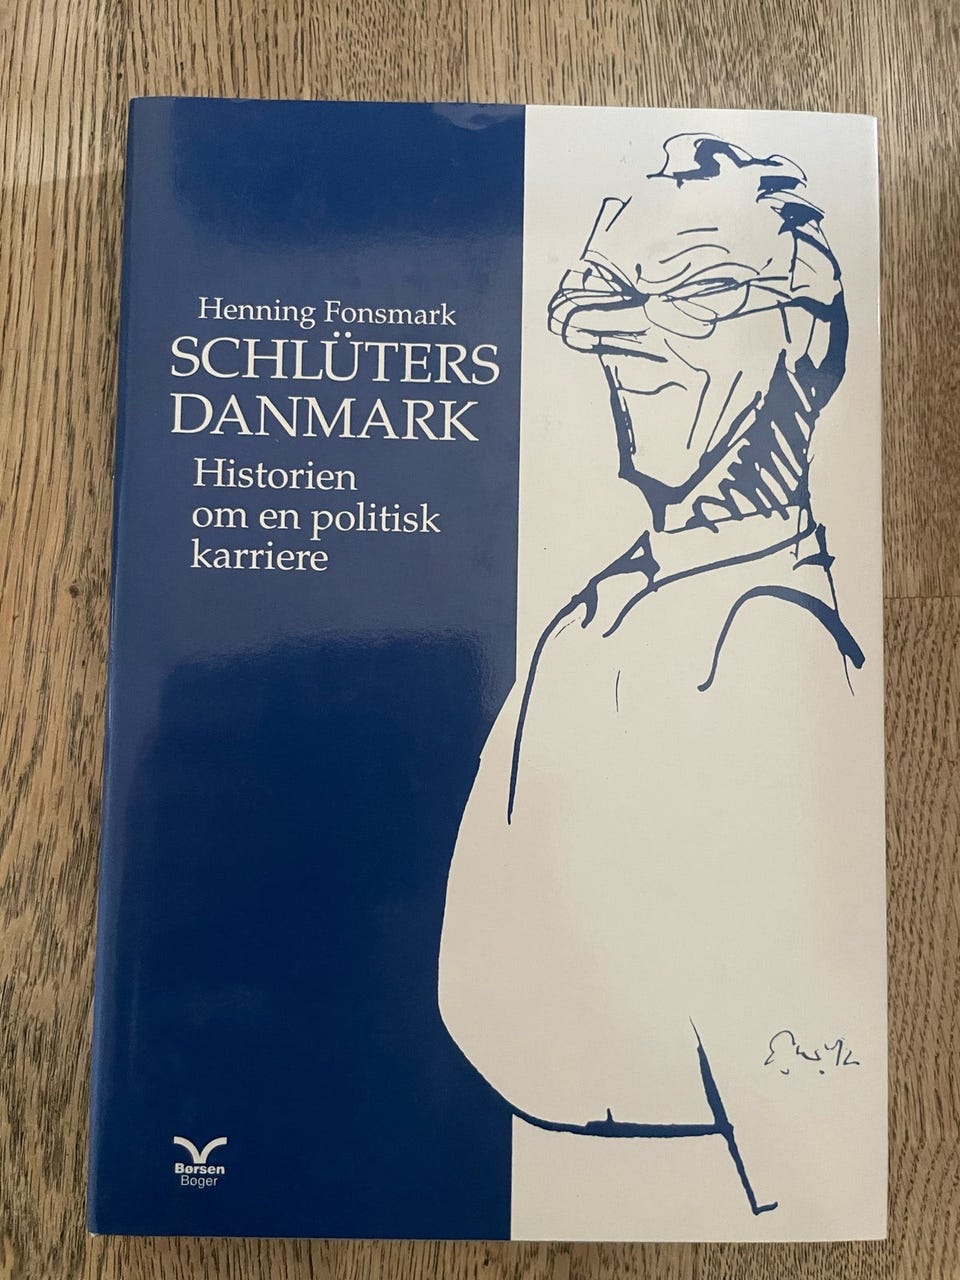 Henning Fonsmark
SCHLÜTERS
DANMARK
Historien
om en politisk
karriere
Børsen
Bøger